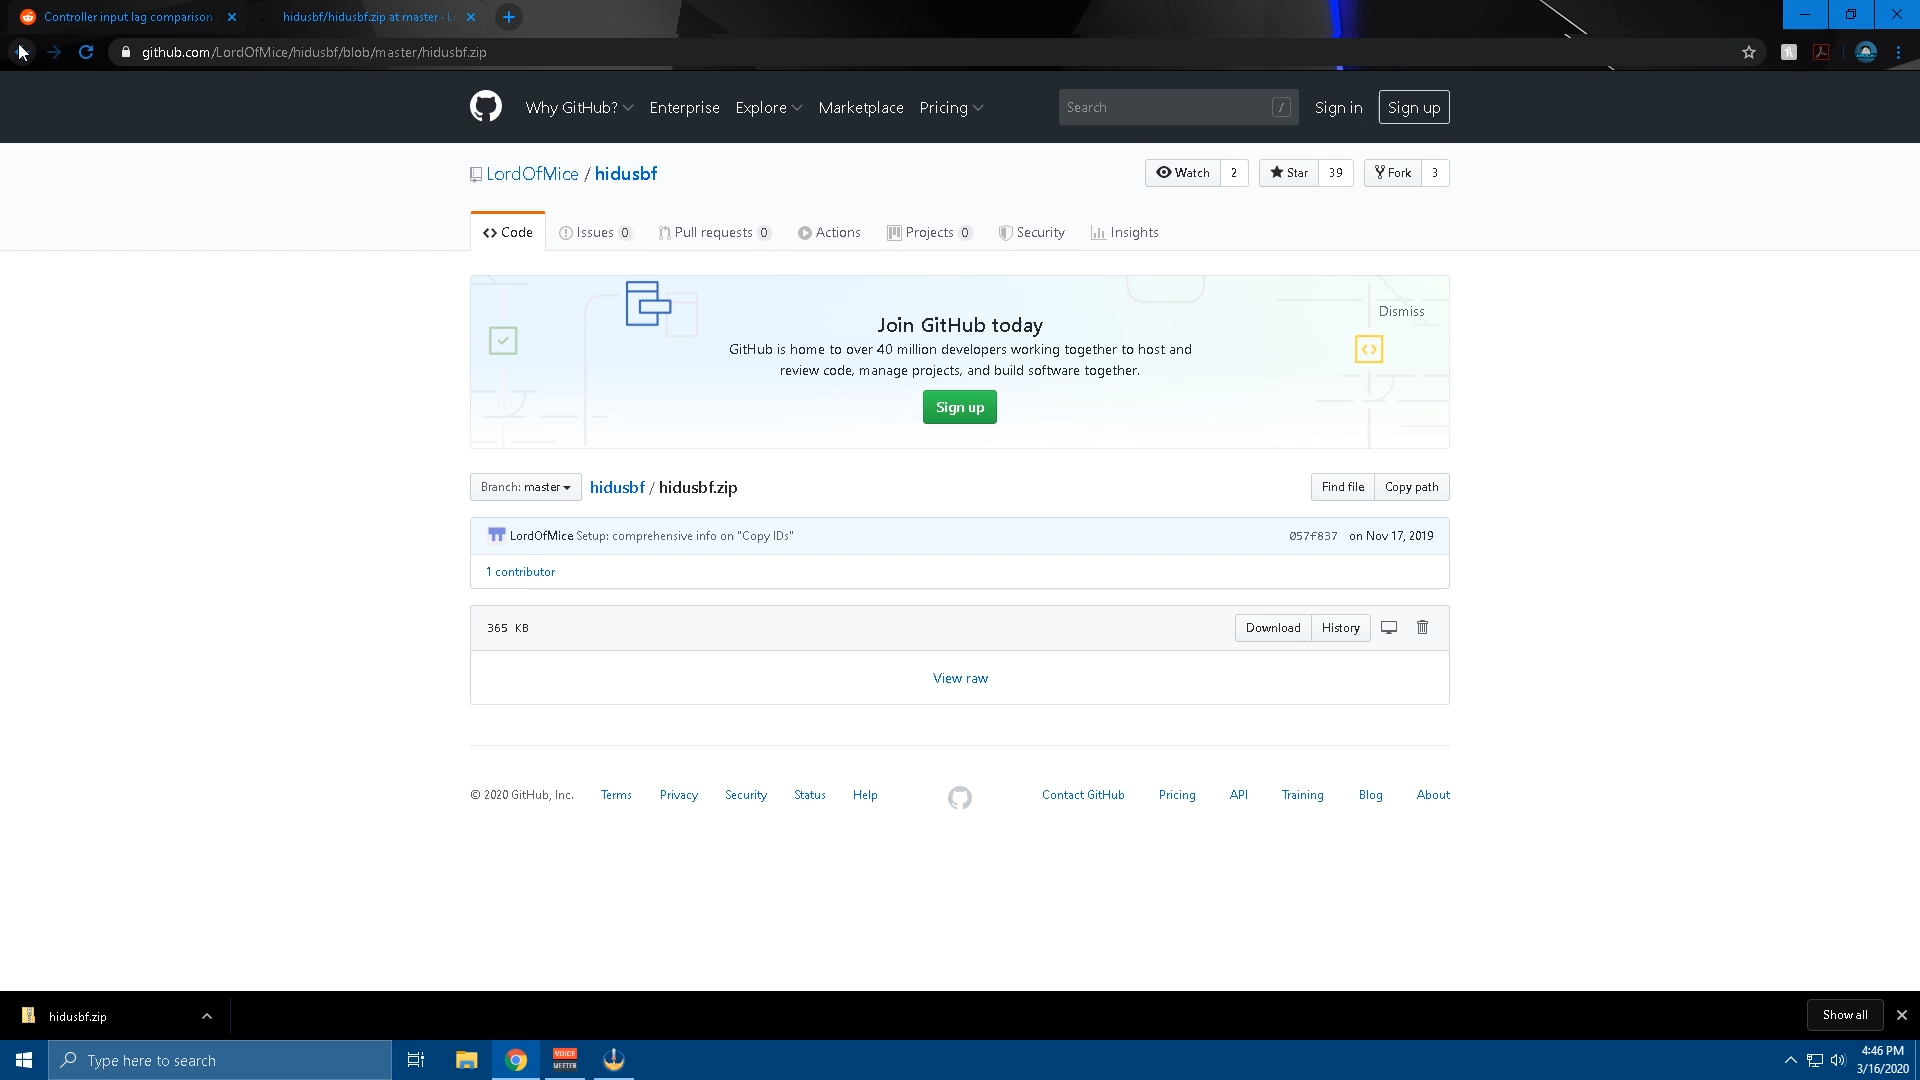 Controller input lag comparison
hidusbf/hidusbf.zip at master · L
github.com/LordOfMice/hidusbf/blob/master/hidusbf.zip
Why GitHub? Enterprise Explore Marketplace Pricing Search / Sign in Sign up
LordOfMice / hidusbf Watch 2 Star 39 Fork 3
Code Issues 0 Pull requests 0 Actions Projects 0 Security Insights
Dismiss
Join GitHub today
GitHub is home to over 40 million developers working together to host and
review code, manage projects, and build software together.
Sign up
Branch: master hidusbf / hidusbf.zip Find file Copy path
LordOfMice Setup: comprehensive info on "Copy IDs" 057f837 on Nov 17, 2019
1 contributor
365 KB Download History
View raw
© 2020 GitHub, Inc. Terms Privacy Security Status Help Contact GitHub Pricing API Training Blog About
hidusbf.zip Show all
Type here to search
VOICE
MEETER
4:46 PM
3/16/2020